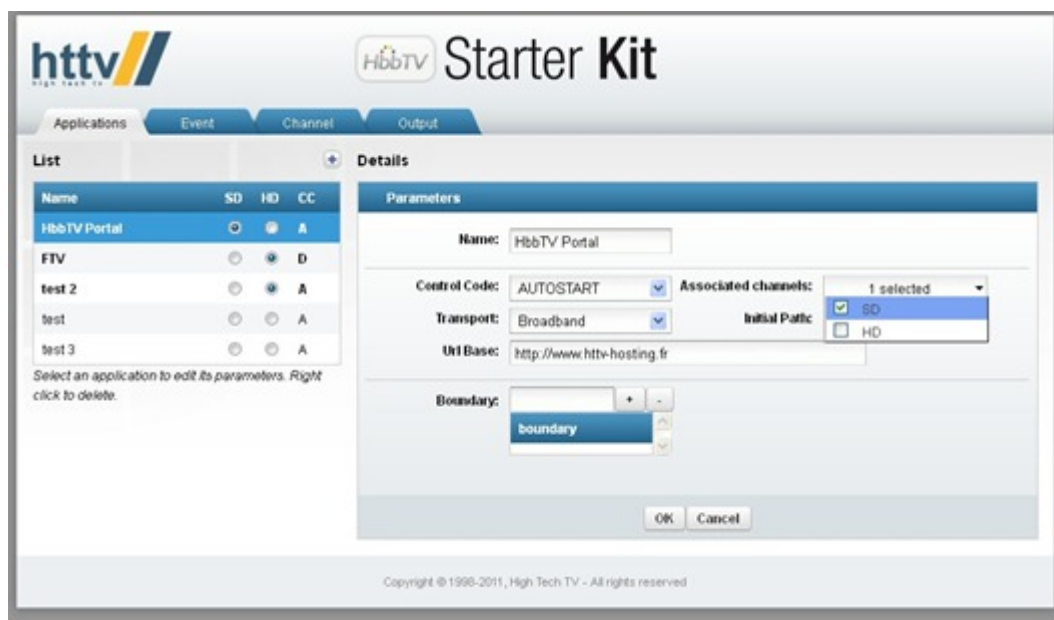 httv
high tech tv
HbbTV Starter Kit
Applications Event Channel Output
List + Details
Name SD HD CC
HbbTV Portal A
FTV D
test 2 A
test A
test 3 A
Select an application to edit its parameters. Right
click to delete.
Parameters
Name: HbbTV Portal
Control Code: AUTOSTART Associated channels: 1 selected
SD
HD
Transport: Broadband Initial Path:
Url Base: http://www.httv-hosting.fr
Boundary: + -
boundary
OK Cancel
Copyright © 1998-2011, High Tech TV - All rights reserved